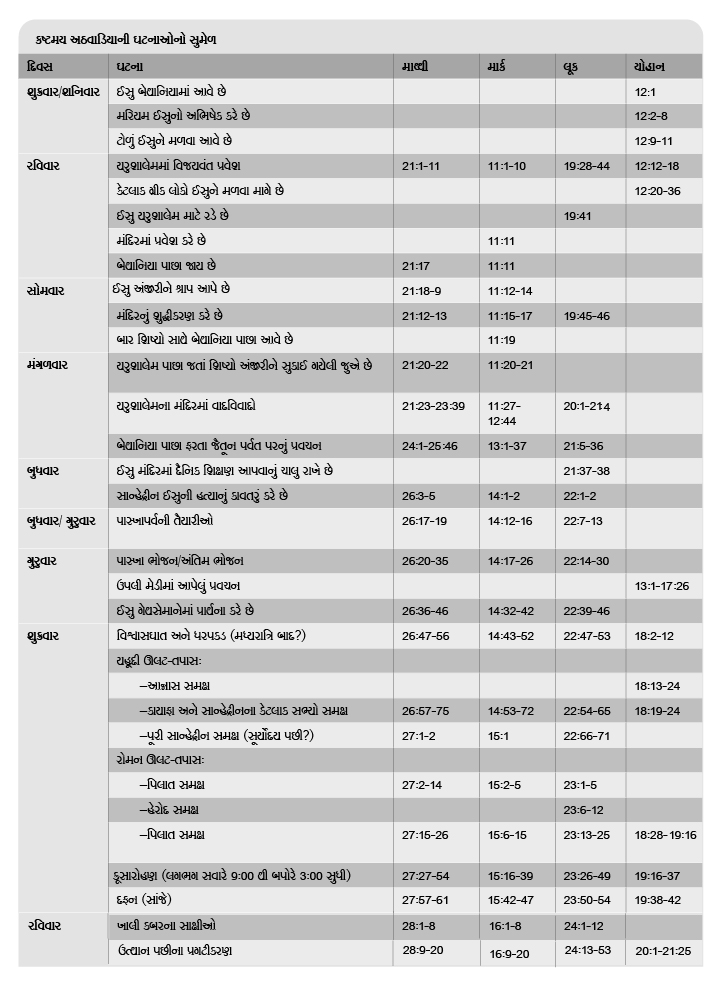 કષ્ટમય અઠવાડિયાની ઘટનાઓનો સુમેળ
દિવસ ઘટના માથ્થી માર્ક લૂક યોહાન
શુક્રવાર/શનિવાર ઈસુ બેથાનિયામાં આવે છે 12:1
મરિયમ ઈસુનો અભિષેક કરે છે 12:2-8
ટોળું ઈસુને મળવા આવે છે 12:9-11
રવિવાર યરુશાલેમમાં વિજયવંત પ્રવેશ 21:1-11 11:1-10 19:28-44 12:12-18
કેટલાક ગ્રીક લોકો ઈસુને મળવા માગે છે 12:20-36
ઈસુ યરુશાલેમ માટે રડે છે 19:41
મંદિરમાં પ્રવેશ કરે છે 11:11
બેથાનિયા પાછા જાય છે 21:17 11:11
સોમવાર ઈસુ અંજીરીને શ્રાપ આપે છે 21:18-9 11:12-14
મંદિરનું શુદ્ધીકરણ કરે છે 21:12-13 11:15-17 19:45-46
બાર શિષ્યો સાથે બેથાનિયા પાછા આવે છે 11:19
મંગળવાર યરુશાલેમ પાછા જતાં શિષ્યો અંજીરીને સુકાઈ ગયેલી જુએ છે 21:20-22 11:20-21
યરુશાલેમના મંદિરમાં વાદવિવાદો 21:23-23:39 11:27- 20:1-21:4
12:44
બેથાનિયા પાછા ફરતા જૈતૂન પર્વત પરનું પ્રવચન 24:1-25:46 13:1-37 21:5-36
બુધવાર ઈસુ મંદિરમાં દૈનિક શિક્ષણ આપવાનું ચાલુ રાખે છે 21:37-38
સાન્હેદ્રીન ઈસુની હત્યાનું કાવતરું કરે છે 26:3-5 14:1-2 22:1-2
બુધવાર/ ગુરુવાર પાસ્ખાપર્વની તૈયારીઓ 26:17-19 14:12-16 22:7-13
ગુરુવાર પાસ્ખા ભોજન/અંતિમ ભોજન 26:20-35 14:17-26 22:14-30
ઉપલી મેડીમાં આપેલું પ્રવચન 13:1-17:26
ઈસુ ગેથસેમાનેમાં પ્રાર્થના કરે છે 26:36-46 14:32-42 22:39-46
શુક્રવાર વિશ્વાસઘાત અને ધરપકડ (મધ્યરાત્રિ બાદ?) 26:47-56 14:43-52 22:47-53 18:2-12
યહૂદી ઊલટ-તપાસઃ
–આન્નાસ સમક્ષ 18:13-24
–કાયાફા અને સાન્હેદ્રીનના કેટલાક સભ્યો સમક્ષ 26:57-75 14:53-72 22:54-65 18:19-24
–પૂરી સાન્હેદ્રીન સમક્ષ (સૂર્યોદય પછી?) 27:1-2 15:1 22:66-71
રોમન ઊલટ-તપાસઃ
–પિલાત સમક્ષ 27:2-14 15:2-5 23:1-5
–હેરોદ સમક્ષ 23:6-12
–પિલાત સમક્ષ 27:15-26 15:6-15 23:13-25 18:28-19:16
ક્રૂસારોહણ (લગભગ સવારે 9:00 થી બપોરે 3:00 સુધી) 27:27-54 15:16-39 23:26-49 19:16-37
દફન (સાંજે) 27:57-61 15:42-47 23:50-54 19:38-42
રવિવાર ખાલી કબરના સાક્ષીઓ 28:1-8 16:1-8 24:1-12
ઉત્થાન પછીના પ્રગટીકરણ 28:9-20 16:9-20 24:13-53 20:1-21:25